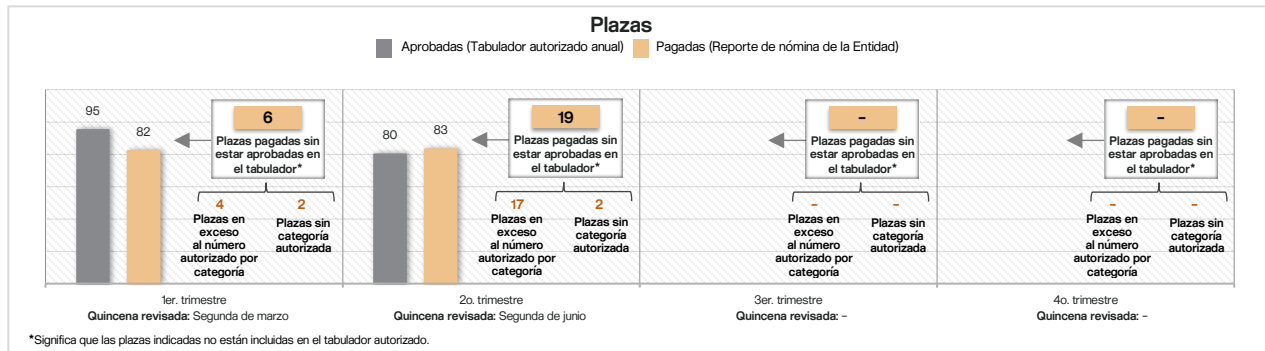 Plazas
Aprobadas (Tabulador autorizado anual) Pagadas (Reporte de nómina de la Entidad)
95
82
6
Plazas pagadas sin
estar aprobadas en
el tabulador*
4
Plazas en
exceso
al número
autorizado por
categoría
2
Plazas sin
categoría
autorizada
1er. trimestre
Quincena revisada: Segunda de marzo
80
83
19
Plazas pagadas sin
estar aprobadas en
el tabulador*
17
Plazas en
exceso
al número
autorizado por
categoría
2
Plazas sin
categoría
autorizada
2o. trimestre
Quincena revisada: Segunda de junio
–
Plazas pagadas sin
estar aprobadas en
el tabulador*
–
Plazas en
exceso
al número
autorizado por
categoría
–
Plazas sin
categoría
autorizada
3er. trimestre
Quincena revisada: –
–
Plazas pagadas sin
estar aprobadas en
el tabulador*
–
Plazas en
exceso
al número
autorizado por
categoría
–
Plazas sin
categoría
autorizada
4o. trimestre
Quincena revisada: –
*Significa que las plazas indicadas no están incluidas en el tabulador autorizado.